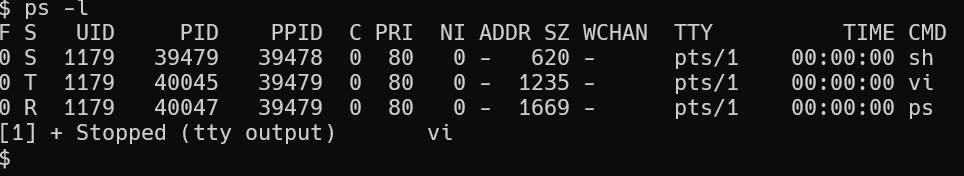 $ ps -l
F S   UID     PID    PPID  C PRI  NI ADDR SZ WCHAN  TTY          TIME CMD
0 S  1179   39479   39478  0  80   0 -   620 -      pts/1    00:00:00 sh
0 T  1179   40045   39479  0  80   0 -  1235 -      pts/1    00:00:00 vi
0 R  1179   40047   39479  0  80   0 -  1669 -      pts/1    00:00:00 ps
[1] + Stopped (tty output)       vi
$